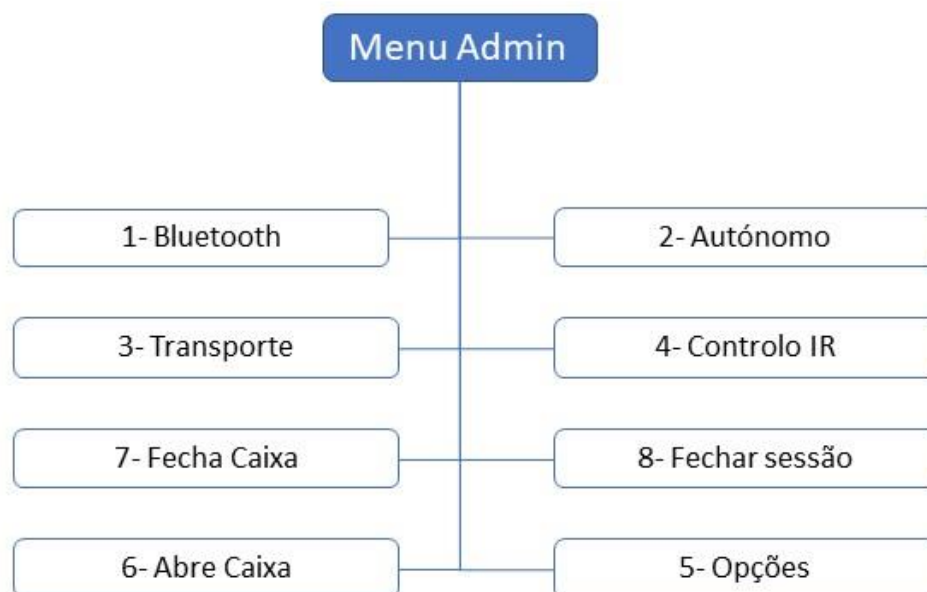 Menu Admin
1- Bluetooth
2- Autónomo
3- Transporte
4- Controlo IR
7- Fecha Caixa
8- Fechar sessão
6- Abre Caixa
5- Opções